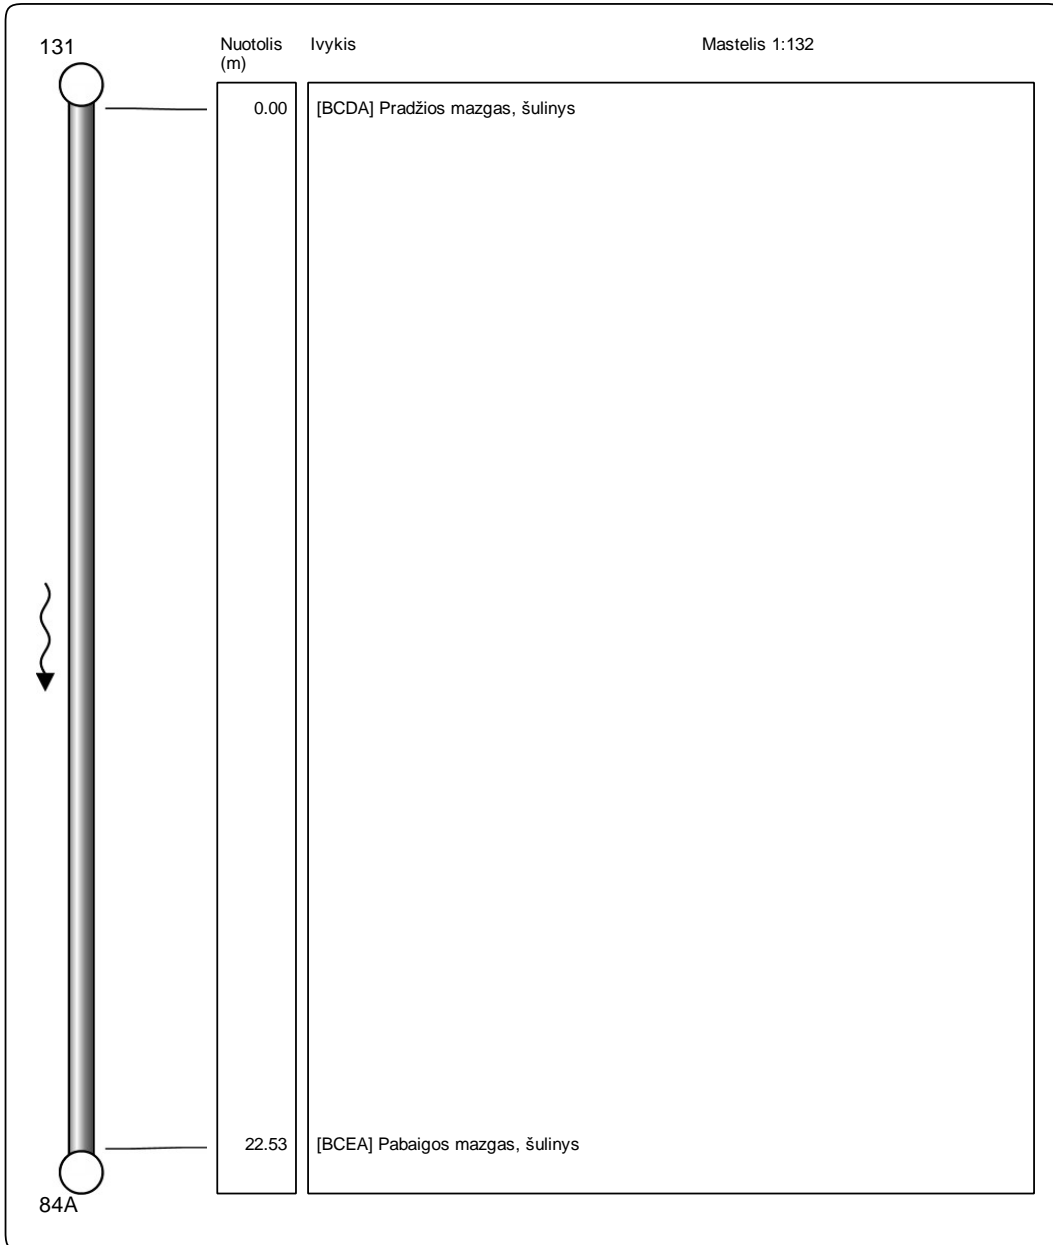 131
Nuotolis
(m)
Ivykis
Mastelis 1:132
0.00
[BCDA] Pradžios mazgas, šulinys
22.53
[BCEA] Pabaigos mazgas, šulinys
84A